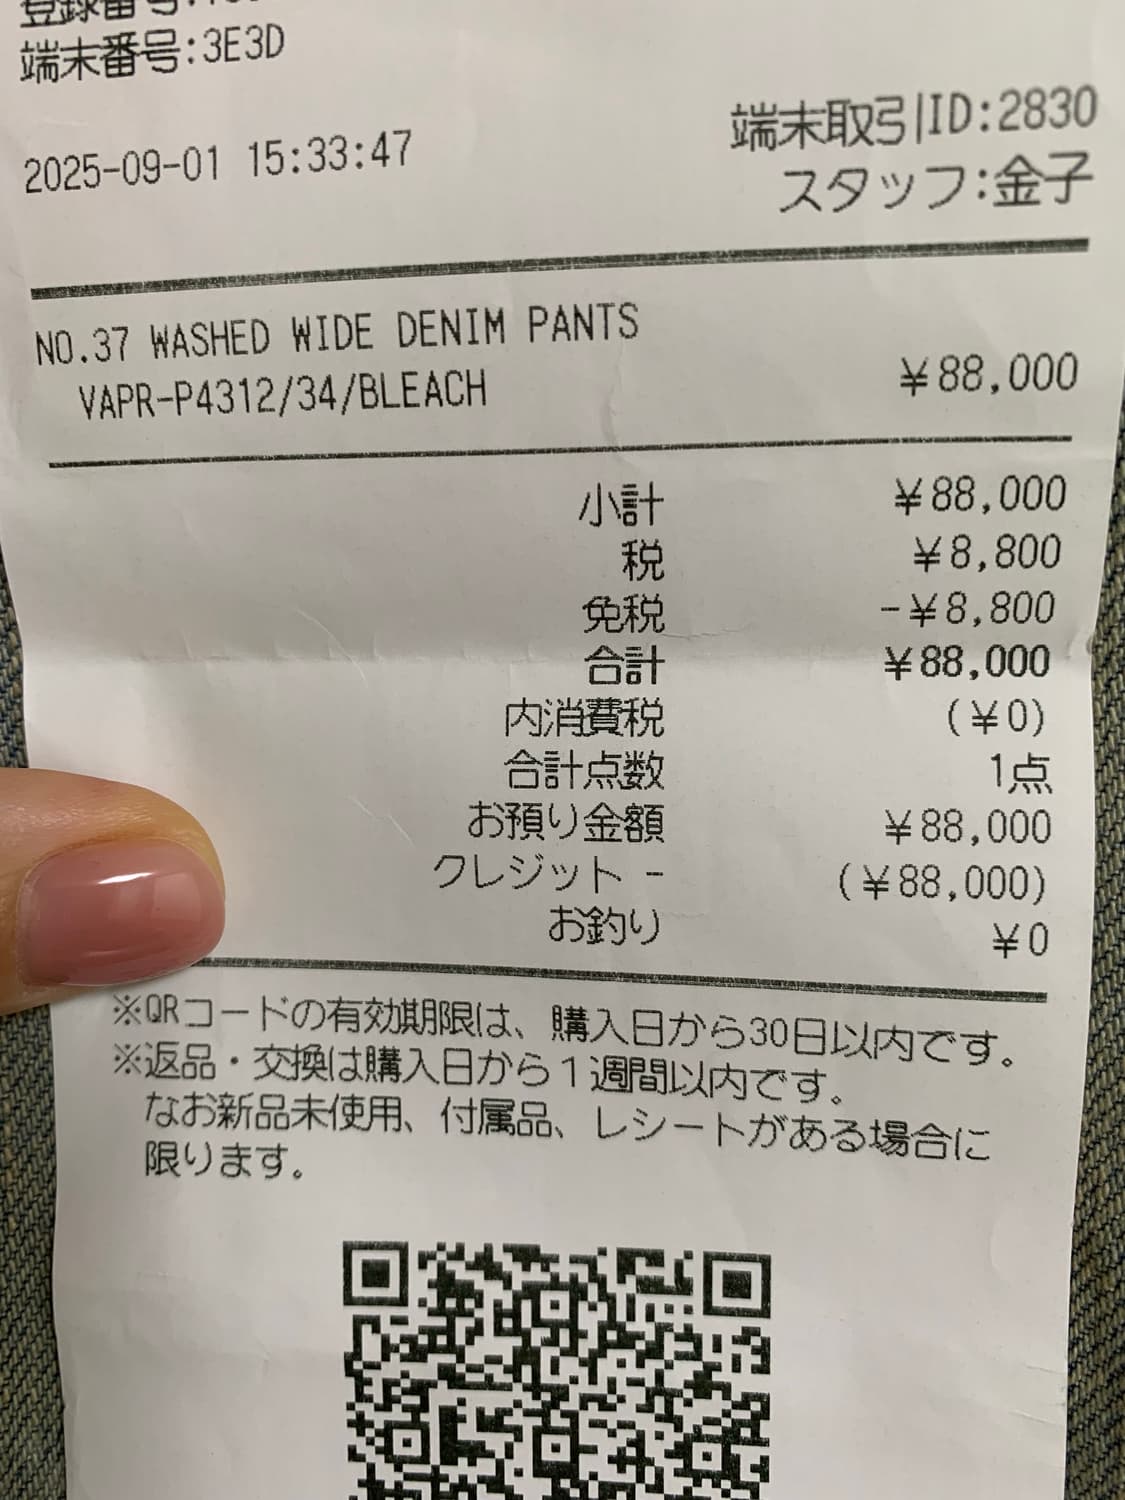 端末番号:3E3D
2025-09-01 15:33:47
端末取引ID:2830
スタッフ:金子
NO.37 WASHED WIDE DENIM PANTS
VAPR-P4312/34/BLEACH ¥88,000
小計 ¥88,000
税 ¥8,800
免税 -¥8,800
合計 ¥88,000
内消費税 (¥0)
合計点数 1点
お預り金額 ¥88,000
クレジット - (¥88,000)
お釣り ¥0
※QRコードの有効期限は、購入日から30日以内です。
※返品・交換は購入日から1週間以内です。
なお新品未使用、付属品、レシートがある場合に
限ります。